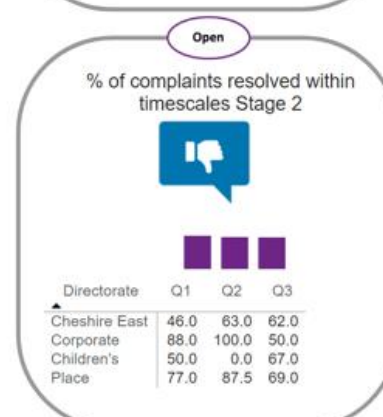 Open
% of complaints resolved within
timescales Stage 2
Directorate Q1 Q2 Q3
Cheshire East 46.0 63.0 62.0
Corporate 88.0 100.0 50.0
Children's 50.0 0.0 67.0
Place 77.0 87.5 69.0